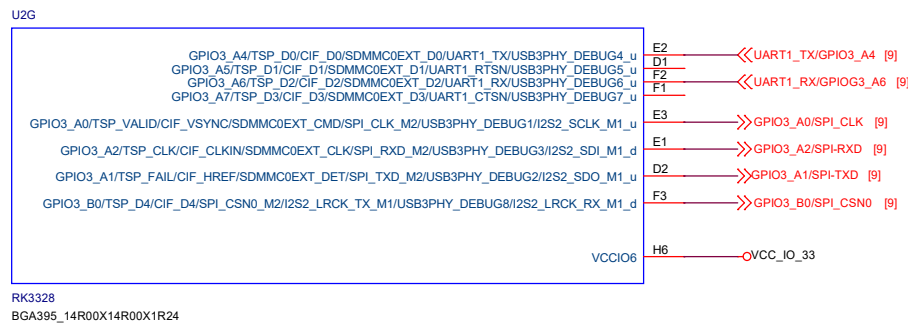 U2G
GPIO3_A4/TSP_D0/CIF_D0/SDMMC0EXT_D0/UART1_TX/USB3PHY_DEBUG4_u E2 UART1_TX/GPIO3_A4 [9]
GPIO3_A5/TSP_D1/CIF_D1/SDMMC0EXT_D1/UART1_RTSN/USB3PHY_DEBUG5_u D1
GPIO3_A6/TSP_D2/CIF_D2/SDMMC0EXT_D2/UART1_RX/USB3PHY_DEBUG6_u F2 UART1_RX/GPIOG3_A6 [9]
GPIO3_A7/TSP_D3/CIF_D3/SDMMC0EXT_D3/UART1_CTSN/USB3PHY_DEBUG7_u F1
GPIO3_A0/TSP_VALID/CIF_VSYNC/SDMMC0EXT_CMD/SPI_CLK_M2/USB3PHY_DEBUG1/I2S2_SCLK_M1_u E3 GPIO3_A0/SPI_CLK [9]
GPIO3_A2/TSP_CLK/CIF_CLKIN/SDMMC0EXT_CLK/SPI_RXD_M2/USB3PHY_DEBUG3/I2S2_SDI_M1_d E1 GPIO3_A2/SPI-RXD [9]
GPIO3_A1/TSP_FAIL/CIF_HREF/SDMMC0EXT_DET/SPI_TXD_M2/USB3PHY_DEBUG2/I2S2_SDO_M1_u D2 GPIO3_A1/SPI-TXD [9]
GPIO3_B0/TSP_D4/CIF_D4/SPI_CSN0_M2/I2S2_LRCK_TX_M1/USB3PHY_DEBUG8/I2S2_LRCK_RX_M1_d F3 GPIO3_B0/SPI_CSN0 [9]
VCCIO6 H6 VCC_IO_33
RK3328
BGA395_14R00X14R00X1R24